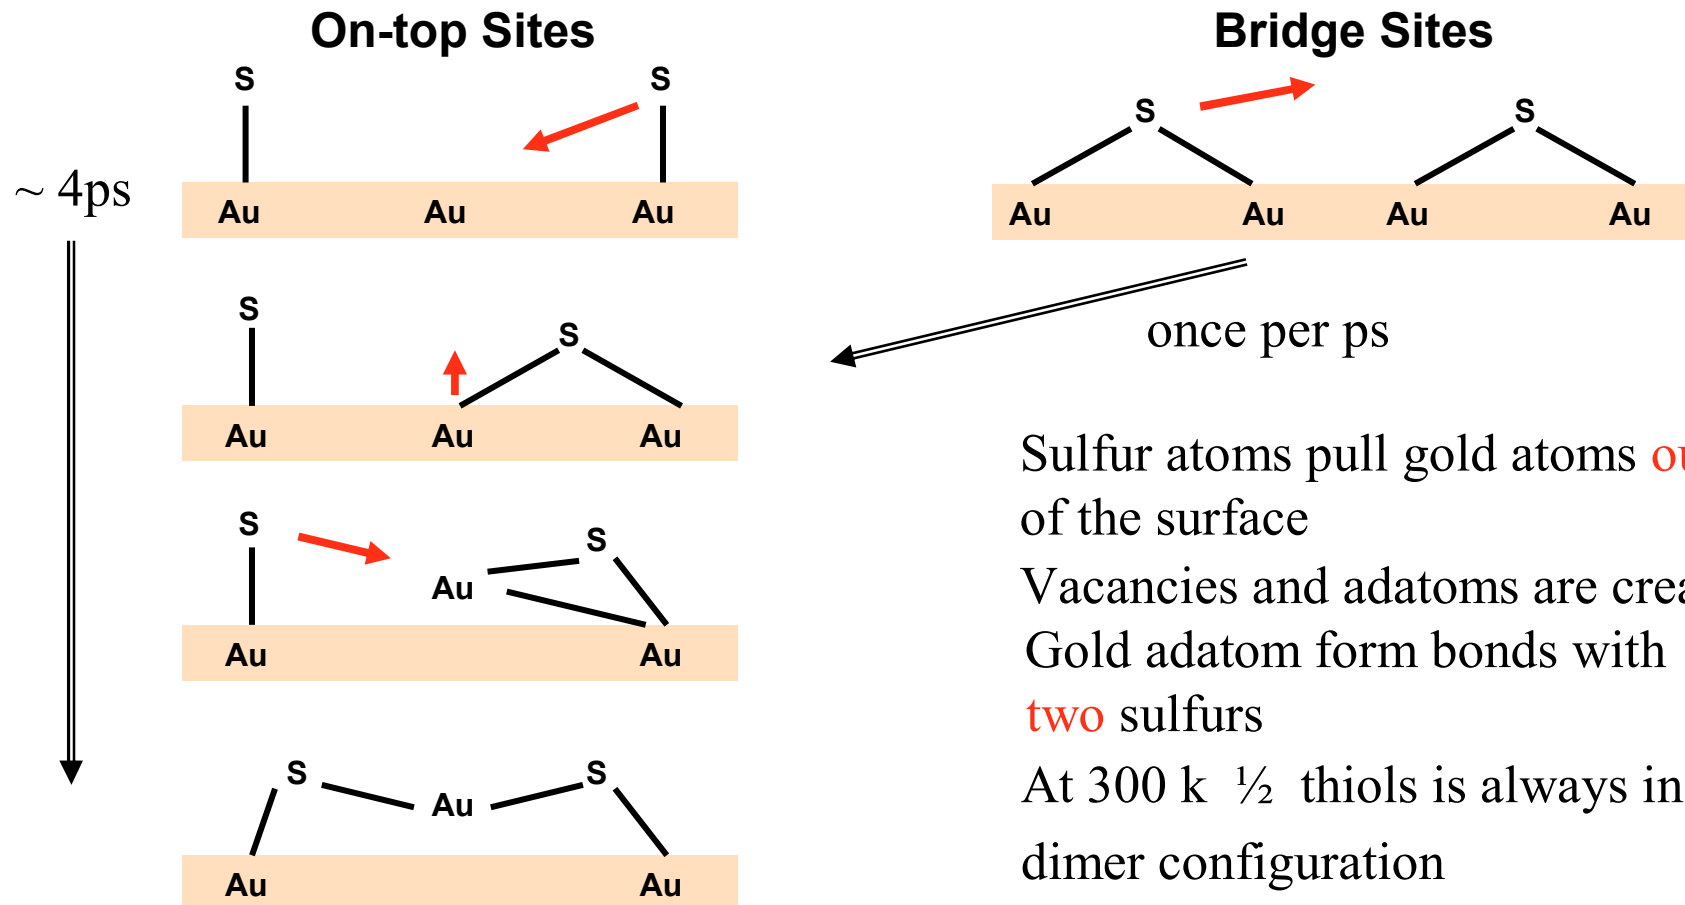 On-top Sites
Bridge Sites
S
S
S
S
~ 4ps
Au
Au
Au
Au
Au
Au
Au
S
S
once per ps
Au
Au
Au
Sulfur atoms pull gold atoms
of the surface
S
S
Au
Vacancies and adatoms are
Au
Au
Gold adatom form bonds with
two sulfurs
S
Au
S
At 300 k ½ thiols is always in
dimer configuration
Au
Au